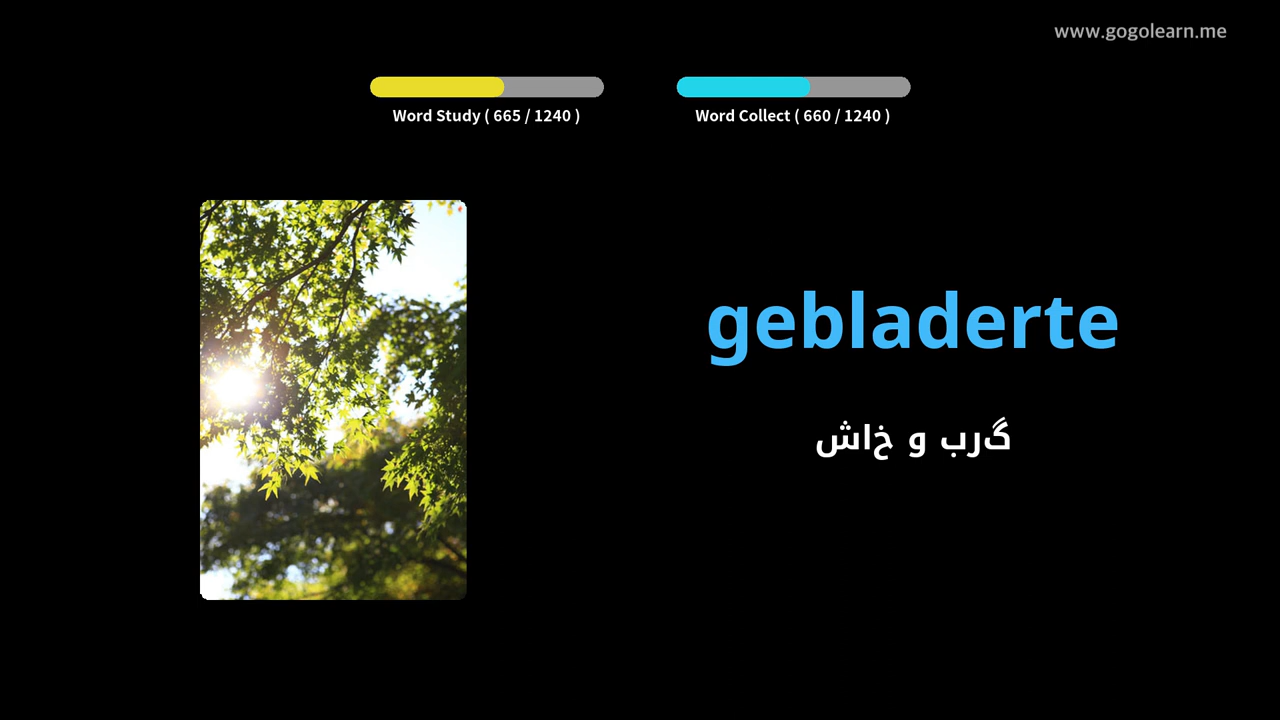 www.gogolearn.me
Word Study ( 665 / 1240 )
Word Collect ( 660 / 1240 )
gebladerte
گرب و خاش